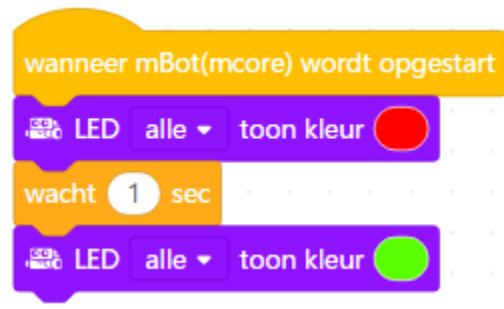 wanneer mBot(mcore) wordt opgestart
LED alle toon kleur
wacht 1 sec
LED alle toon kleur